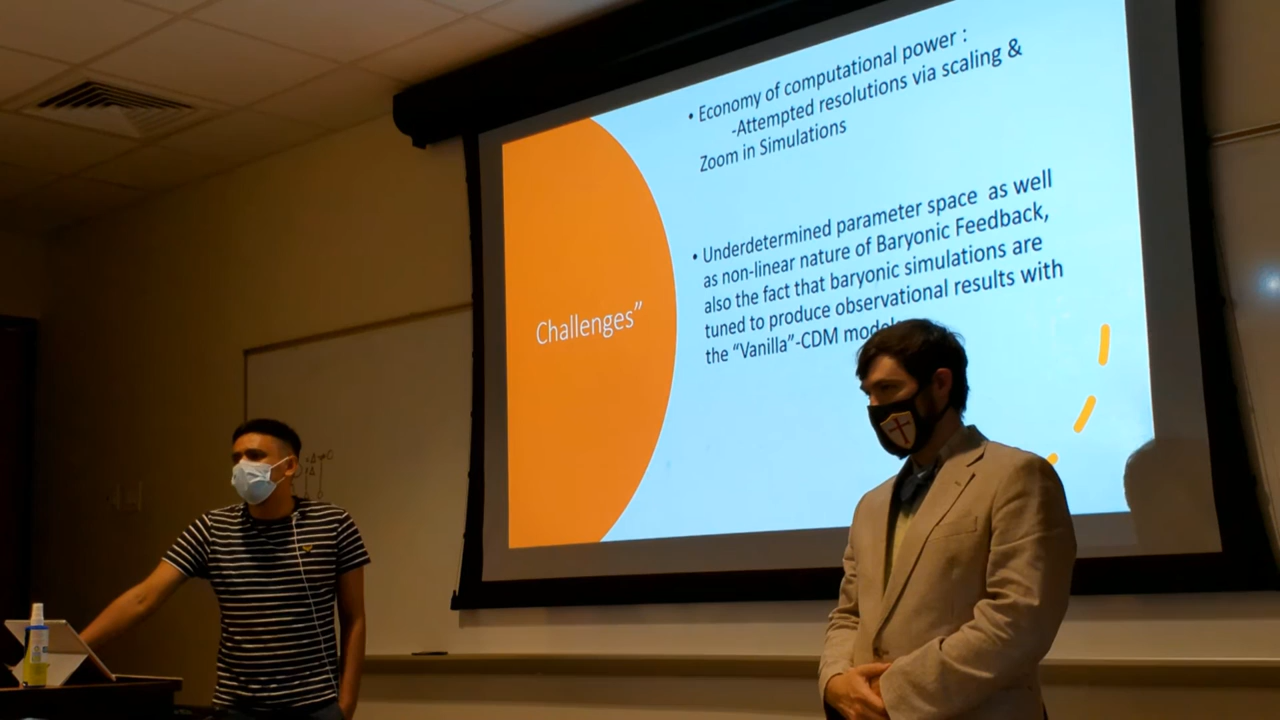 • Economy of computational power :
-Attempted resolutions via scaling &
Zoom in Simulations
• Underdetermined parameter space as well
as non-linear nature of Baryonic Feedback,
also the fact that baryonic simulations are
tuned to produce observational results with
the “Vanilla”-CDM model
Challenges”